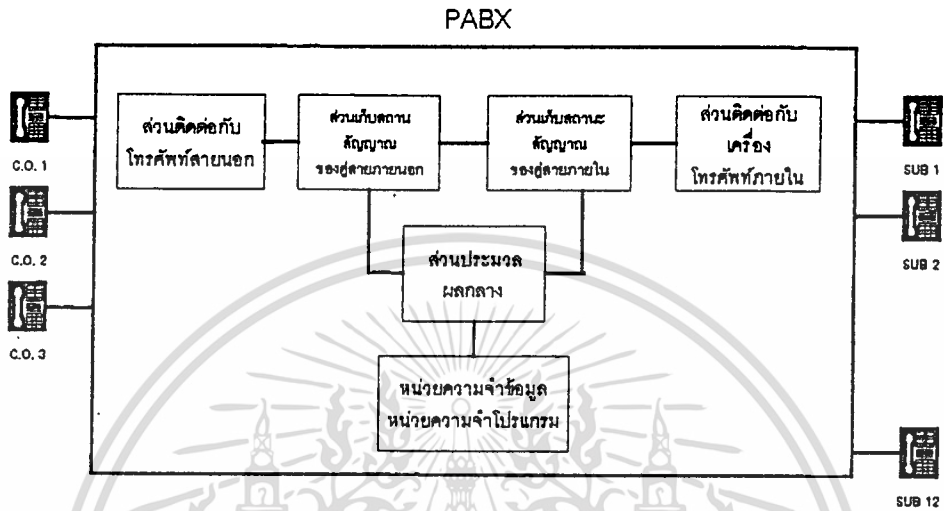 PABX
ส่วนติดต่อกับ
โทรศัพท์สายนอก
ส่วนเก็บสถาน
สัญญาณ
ของคู่สายภายนอก
ส่วนเก็บสถานะ
สัญญาณ
ของคู่สายภายใน
ส่วนติดต่อกับ
เครื่อง
โทรศัพท์ภายใน
ส่วนประมวล
ผลกลาง
หน่วยความจำข้อมูล
หน่วยความจำโปรแกรม
C.O. 1
C.O. 2
C.O. 3
SUB 1
SUB 2
SUB 12